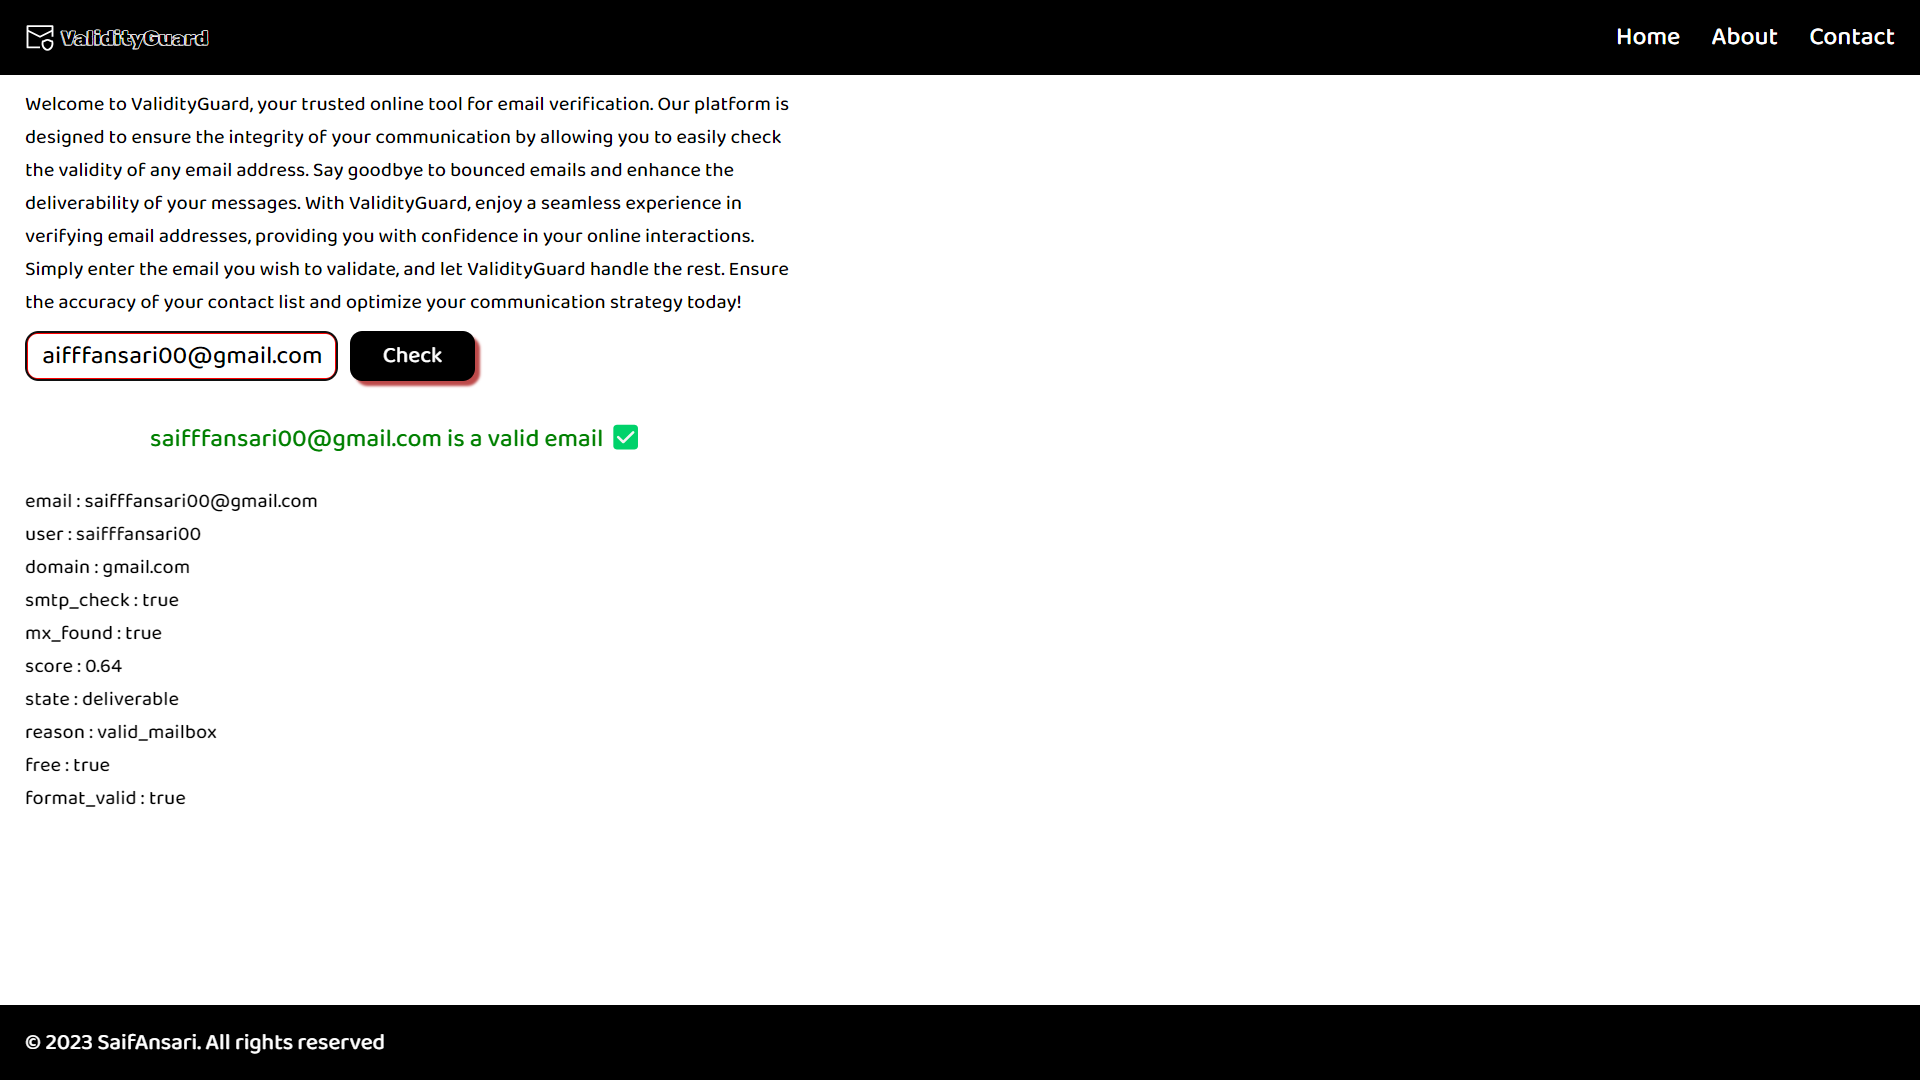 ValidityGuard
Home About Contact
Welcome to ValidityGuard, your trusted online tool for email verification. Our platform is
designed to ensure the integrity of your communication by allowing you to easily check
the validity of any email address. Say goodbye to bounced emails and enhance the
deliverability of your messages. With ValidityGuard, enjoy a seamless experience in
verifying email addresses, providing you with confidence in your online interactions.
Simply enter the email you wish to validate, and let ValidityGuard handle the rest. Ensure
the accuracy of your contact list and optimize your communication strategy today!
aifffansari00@gmail.com Check
saifffansari00@gmail.com is a valid email ✅
email : saifffansari00@gmail.com
user : saifffansari00
domain : gmail.com
smtp_check : true
mx_found : true
score : 0.64
state : deliverable
reason : valid_mailbox
free : true
format_valid : true
© 2023 SaifAnsari. All rights reserved